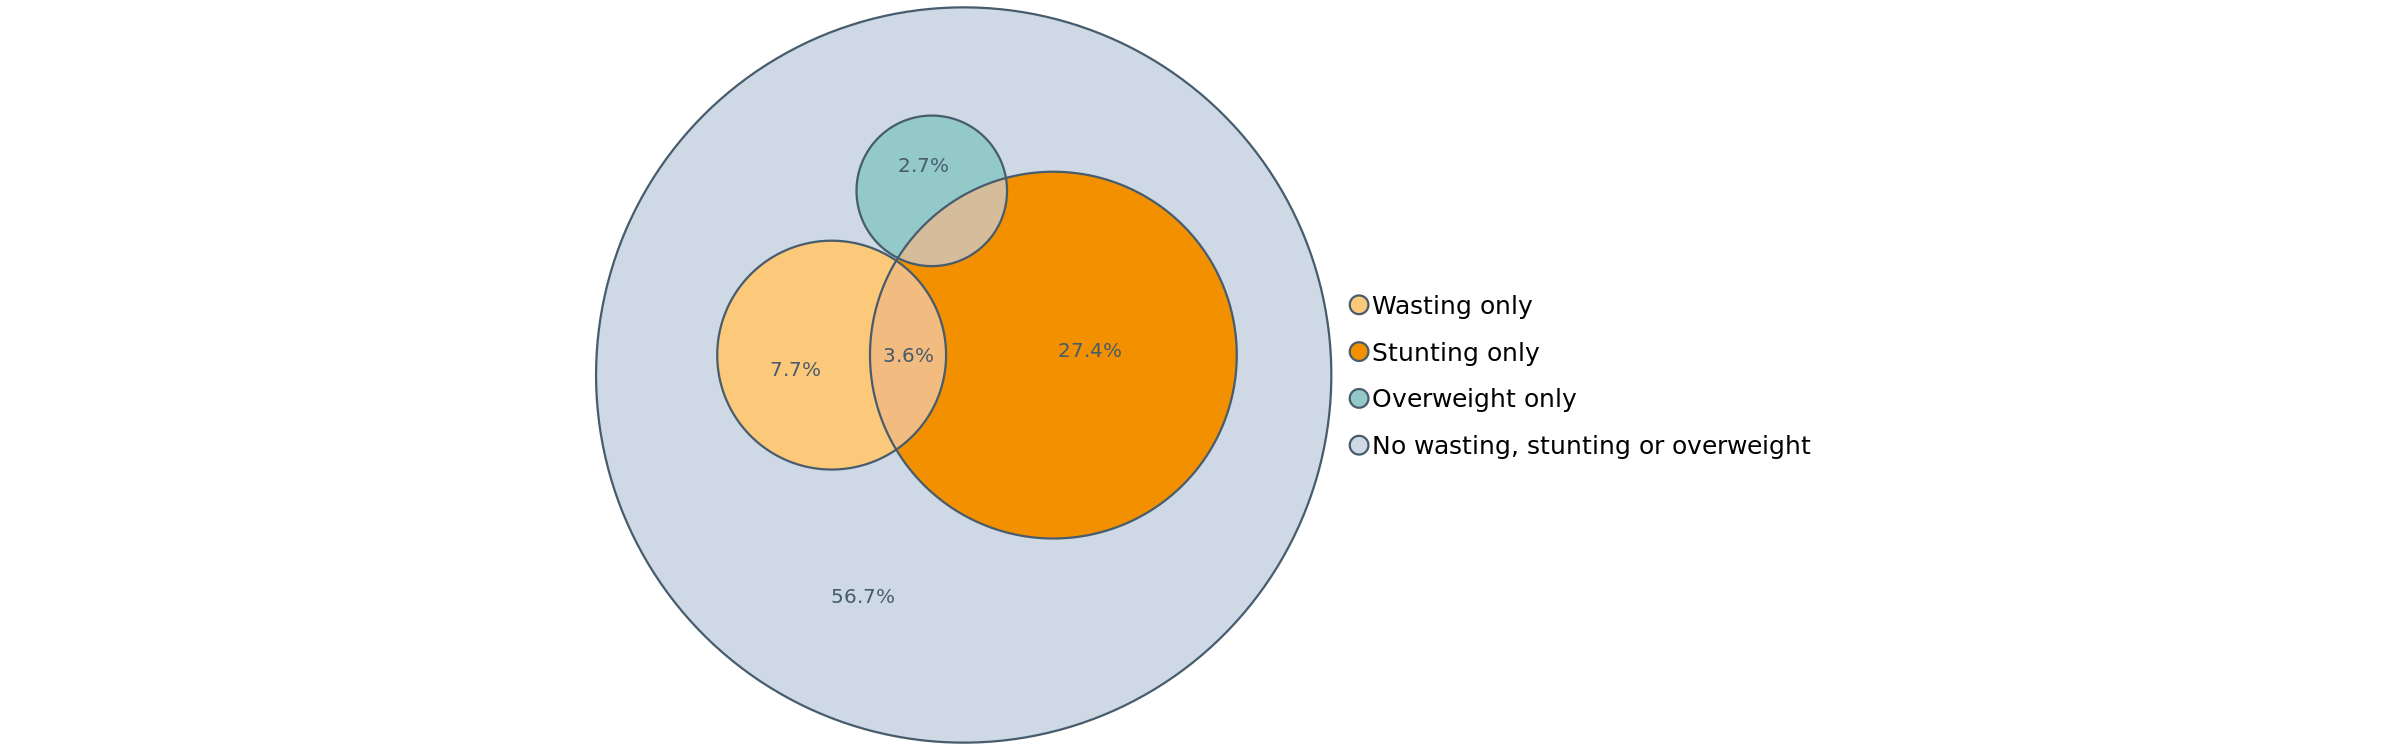 2.7%
7.7%
3.6%
27.4%
56.7%
Wasting only
Stunting only
Overweight only
No wasting, stunting or overweight